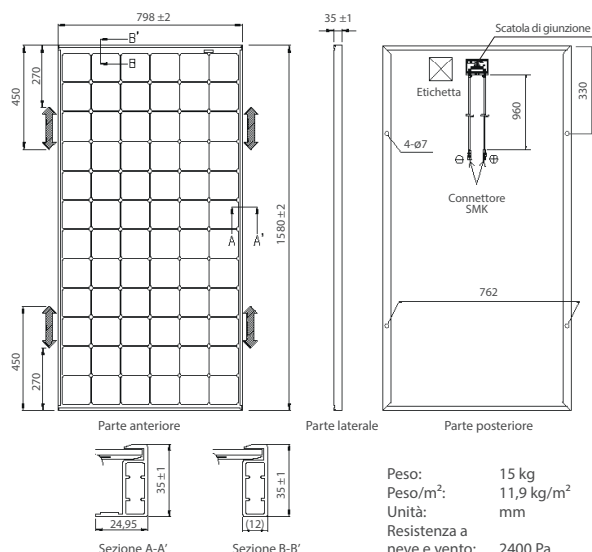 798 ±2
B'
B
270
450
A
A'
1580 ±2
450
270
Parte anteriore
35 ±1
Parte laterale
Scatola di giunzione
Etichetta
960
330
4-ø7
Connettore
SMK
762
Parte posteriore
35 ±1
24,95
Sezione A-A'
35 ±1
(12)
Sezione B-B'
Peso: 15 kg
Peso/m²: 11,9 kg/m²
Unità: mm
Resistenza a
neve e vento: 2400 Pa